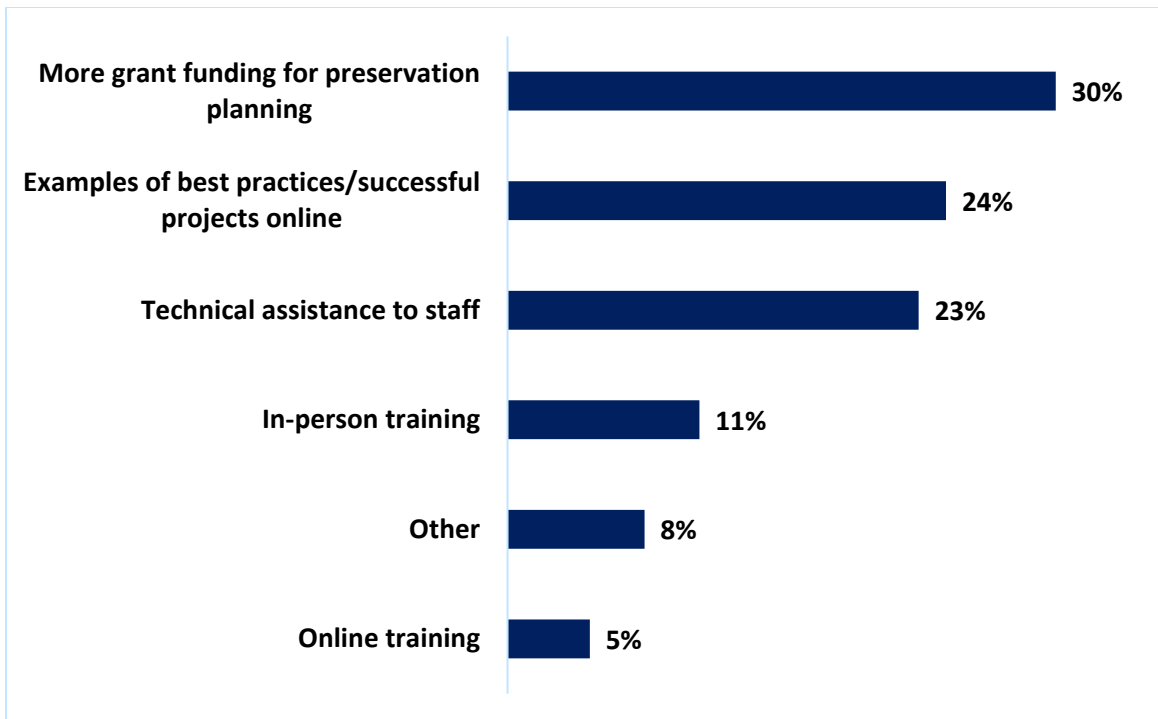 More grant funding for preservation
planning
30%
Examples of best practices/successful
projects online
24%
Technical assistance to staff
23%
In-person training
11%
Other
8%
Online training
5%